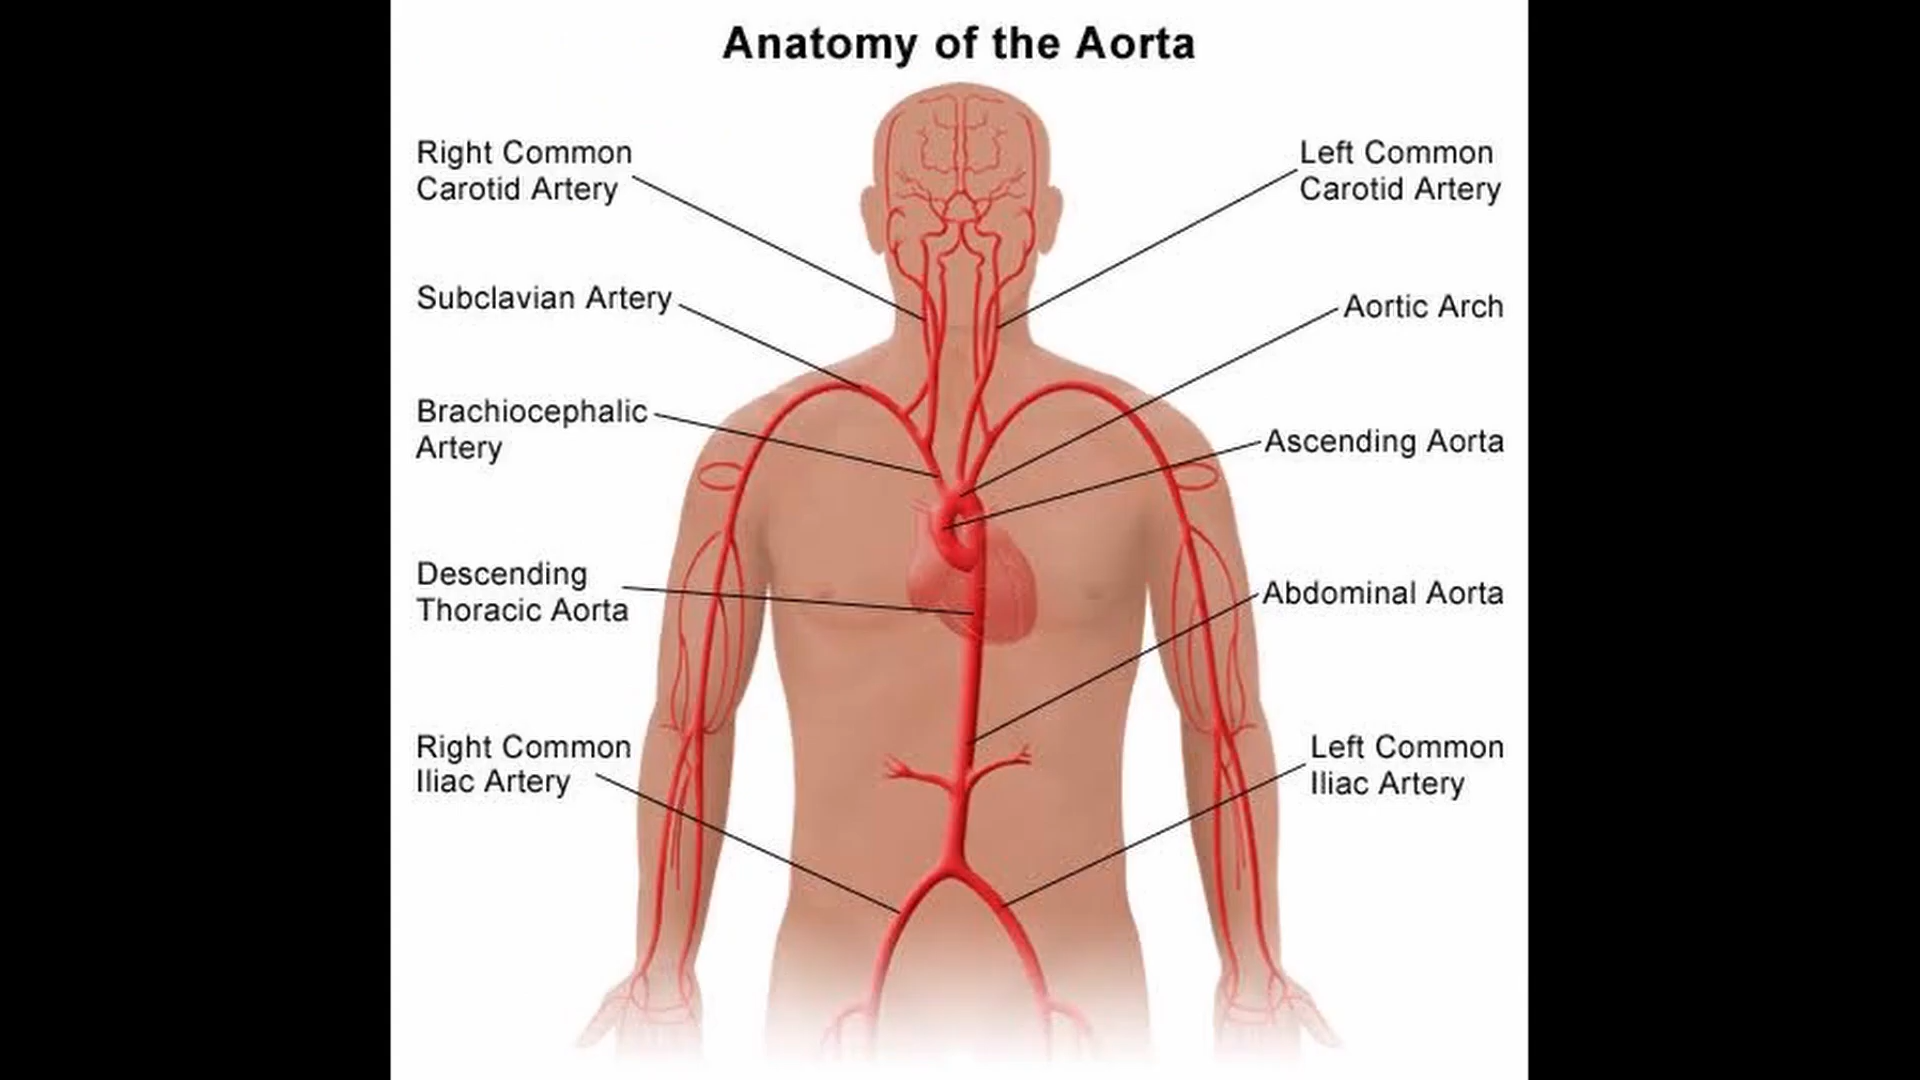 Anatomy of the Aorta
Right Common
Carotid Artery
Subclavian Artery
Brachiocephalic
Artery
Descending
Thoracic Aorta
Right Common
Iliac Artery
Left Common
Carotid Artery
Aortic Arch
Ascending Aorta
Abdominal Aorta
Left Common
Iliac Artery